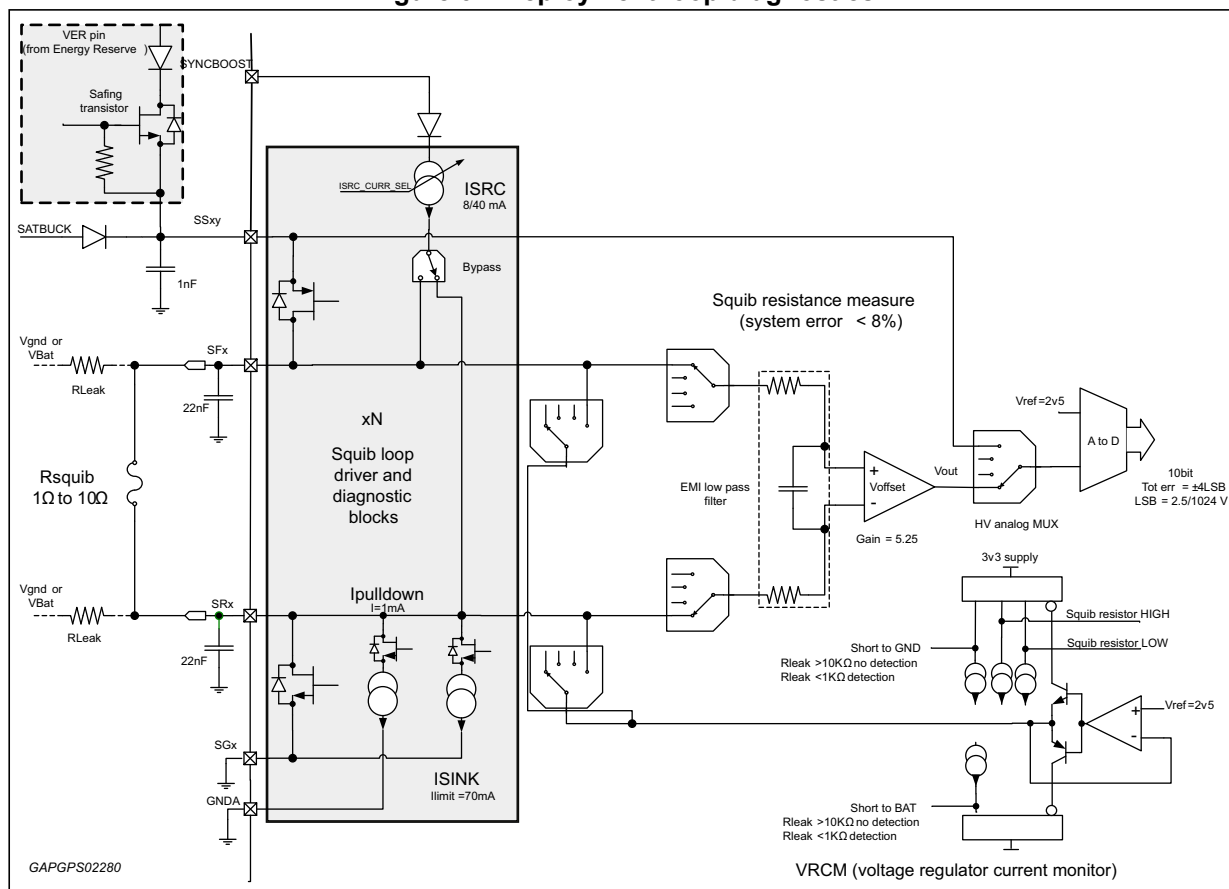 VER pin
(from Energy Reserve )
SYNCBOOST
Safing
transistor
ISRC_CURR_SEL
ISRC
8/40 mA
SSxy
SATBUCK
1nF
Bypass
Squib resistance measure
(system error < 8%)
Vgnd or
VBat
SFx
RLeak
22nF
xN
Squib loop
driver and
diagnostic
blocks
Rsquib
1Ω to 10Ω
EMI low pass
filter
+
Voffset
-
Gain = 5.25
Vout
HV analog MUX
Vref=2v5
A to D
10bit
Tot err = ±4LSB
LSB = 2.5/1024 V
3v3 supply
Squib resistor HIGH
Squib resistor LOW
Short to GND
Rleak >10KΩ no detection
Rleak <1KΩ detection
Vgnd or
VBat
SRx
RLeak
22nF
Ipulldown
I=1mA
Vref=2v5
+
-
SGx
ISINK
Ilimit =70mA
GNDA
Short to BAT
Rleak >10KΩ no detection
Rleak <1KΩ detection
VRCM (voltage regulator current monitor)
GAPGPS02280